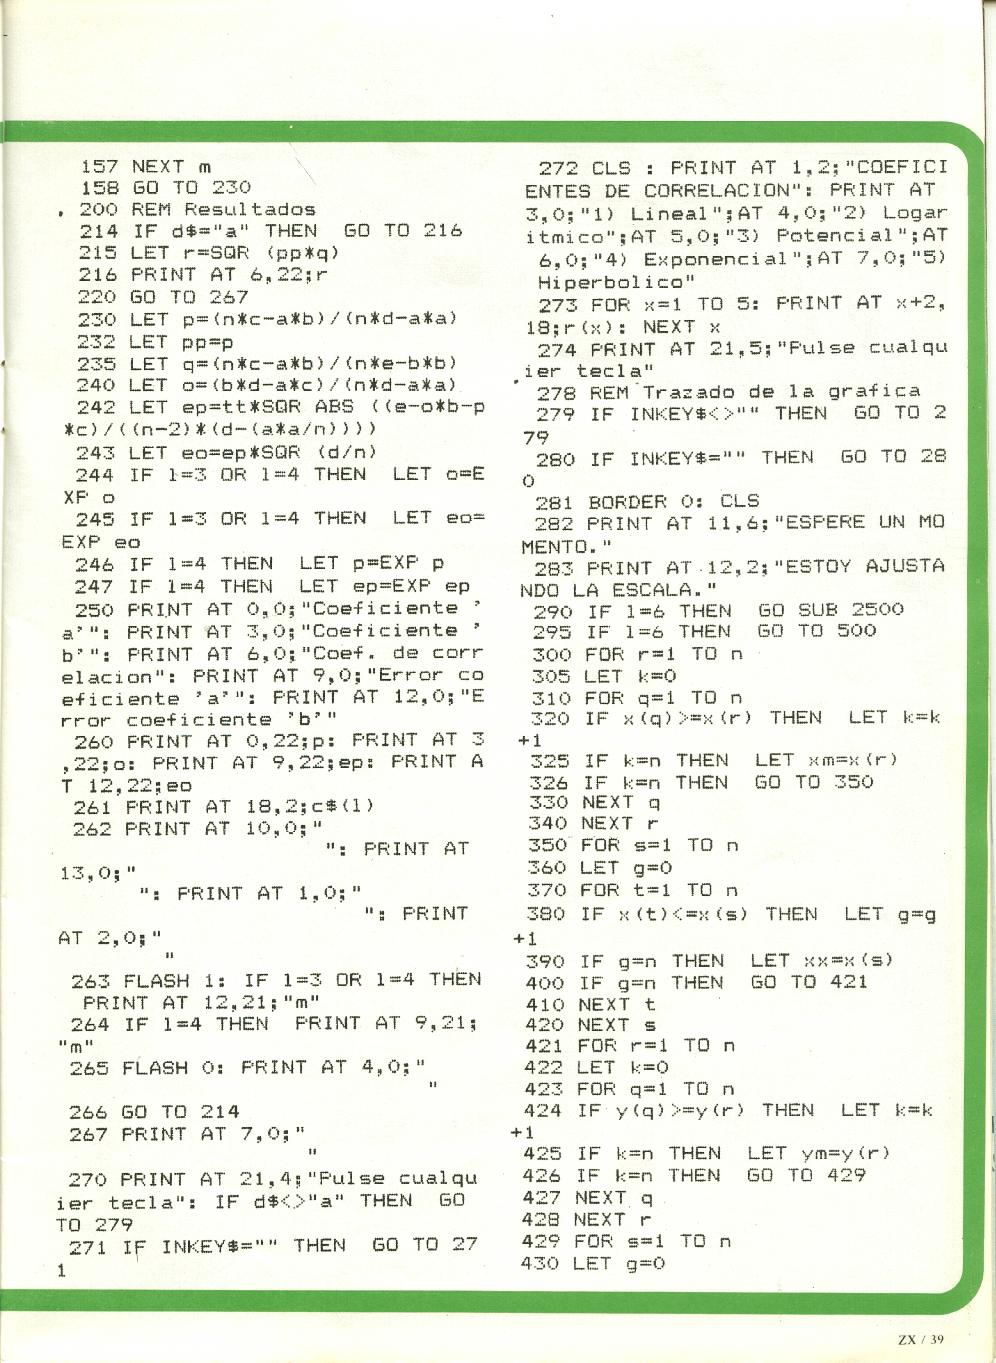 157 NEXT m
158 GO TO 230
200 REM Resultados
214 IF d$="a" THEN  GO TO 216
215 LET r=SQR (pp*q)
216 PRINT AT 6,22;r
220 GO TO 267
230 LET p=(n*c-a*b)/(n*d-a*a)
232 LET pp=p
235 LET q=(n*c-a*b)/(n*e-b*b)
240 LET o=(b*d-a*c)/(n*d-a*a)
242 LET ep=tt*SQR ABS ((e-o*b-p
*c)/((n-2)*(d-(a*a/n))))
243 LET eo=ep*SQR (d/n)
244 IF l=3 OR l=4 THEN  LET o=E
XP o
245 IF l=3 OR l=4 THEN  LET eo=
EXP eo
246 IF l=4 THEN  LET p=EXP p
247 IF l=4 THEN  LET ep=EXP ep
250 PRINT AT 0,0;"Coeficiente '
a'": PRINT AT 3,0;"Coeficiente '
b'": PRINT AT 6,0;"Coef. de corr
elacion": PRINT AT 9,0;"Error co
eficiente 'a'": PRINT AT 12,0;"E
rror coeficiente 'b'"
260 PRINT AT 0,22;p: PRINT AT 3
,22;o: PRINT AT 9,22;ep: PRINT A
T 12,22;eo
261 PRINT AT 18,2;c$(l)
262 PRINT AT 10,0;"
": PRINT AT
13,0;"
": PRINT AT 1,0;"
": PRINT
AT 2,0;"
"
263 FLASH 1: IF l=3 OR l=4 THEN
PRINT AT 12,21;"m"
264 IF l=4 THEN  PRINT AT 9,21;
"m"
265 FLASH 0: PRINT AT 4,0;"
"
266 GO TO 214
267 PRINT AT 7,0;"
"
270 PRINT AT 21,4;"Pulse cualqu
ier tecla": IF d$<>"a" THEN  GO
TO 279
271 IF INKEY$="" THEN  GO TO 27
1
272 CLS : PRINT AT 1,2;"COEFICI
ENTES DE CORRELACION": PRINT AT
3,0;"1) Lineal";AT 4,0;"2) Logar
itmico";AT 5,0;"3) Potencial";AT
6,0;"4) Exponencial";AT 7,0;"5)
Hiperbolico"
273 FOR x=1 TO 5: PRINT AT x+2,
18;r(x): NEXT x
274 PRINT AT 21,5;"Pulse cualqu
ier tecla"
278 REM Trazado de la grafica
279 IF INKEY$<>"" THEN  GO TO 2
79
280 IF INKEY$="" THEN  GO TO 28
0
281 BORDER 0: CLS
282 PRINT AT 11,6;"ESPERE UN MO
MENTO."
283 PRINT AT 12,2;"ESTOY AJUSTA
NDO LA ESCALA."
290 IF l=6 THEN  GO SUB 2500
295 IF l=6 THEN  GO TO 500
300 FOR r=1 TO n
305 LET k=0
310 FOR q=1 TO n
320 IF x(q)>=x(r) THEN  LET k=k
+1
325 IF k=n THEN  LET xm=x(r)
326 IF k=n THEN  GO TO 350
330 NEXT q
340 NEXT r
350 FOR s=1 TO n
360 LET g=0
370 FOR t=1 TO n
380 IF x(t)<=x(s) THEN  LET g=g
+1
390 IF g=n THEN  LET xx=x(s)
400 IF g=n THEN  GO TO 421
410 NEXT t
420 NEXT s
421 FOR r=1 TO n
422 LET k=0
423 FOR q=1 TO n
424 IF y(q)>=y(r) THEN  LET k=k
+1
425 IF k=n THEN  LET ym=y(r)
426 IF k=n THEN  GO TO 429
427 NEXT q
428 NEXT r
429 FOR s=1 TO n
430 LET g=0
ZX / 39